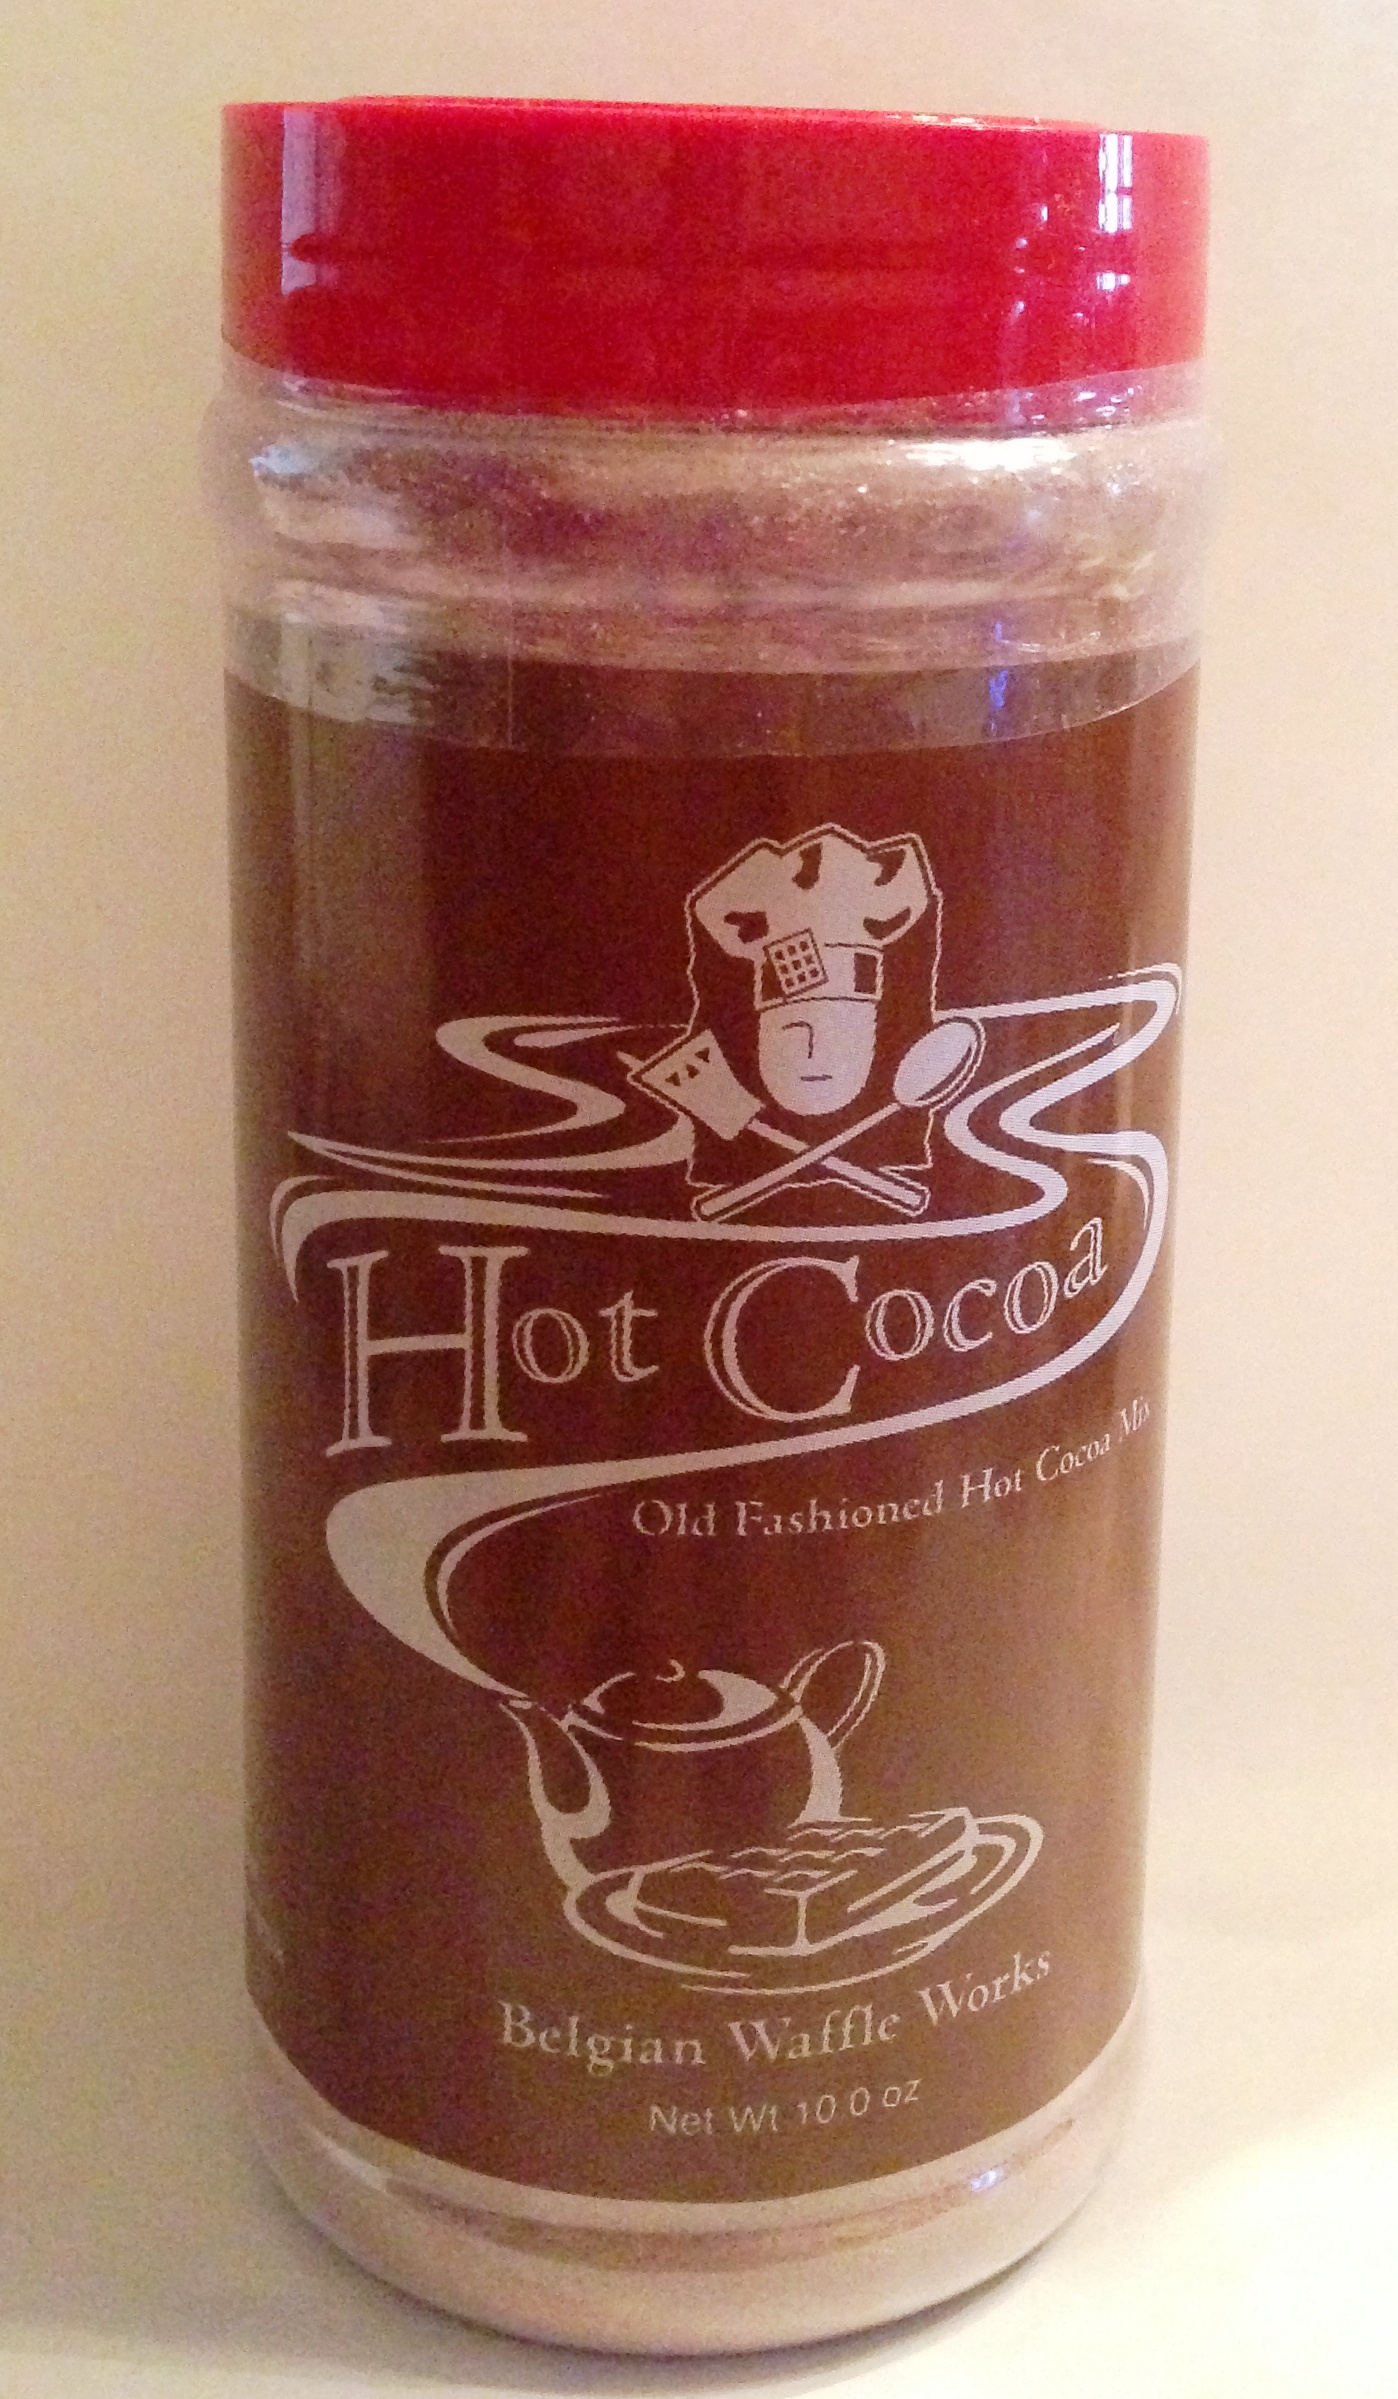 Hot Cocoa
Old Fashioned Hot Cocoa Mix
Belgian Waffle Works
Net Wt 10.0 oz